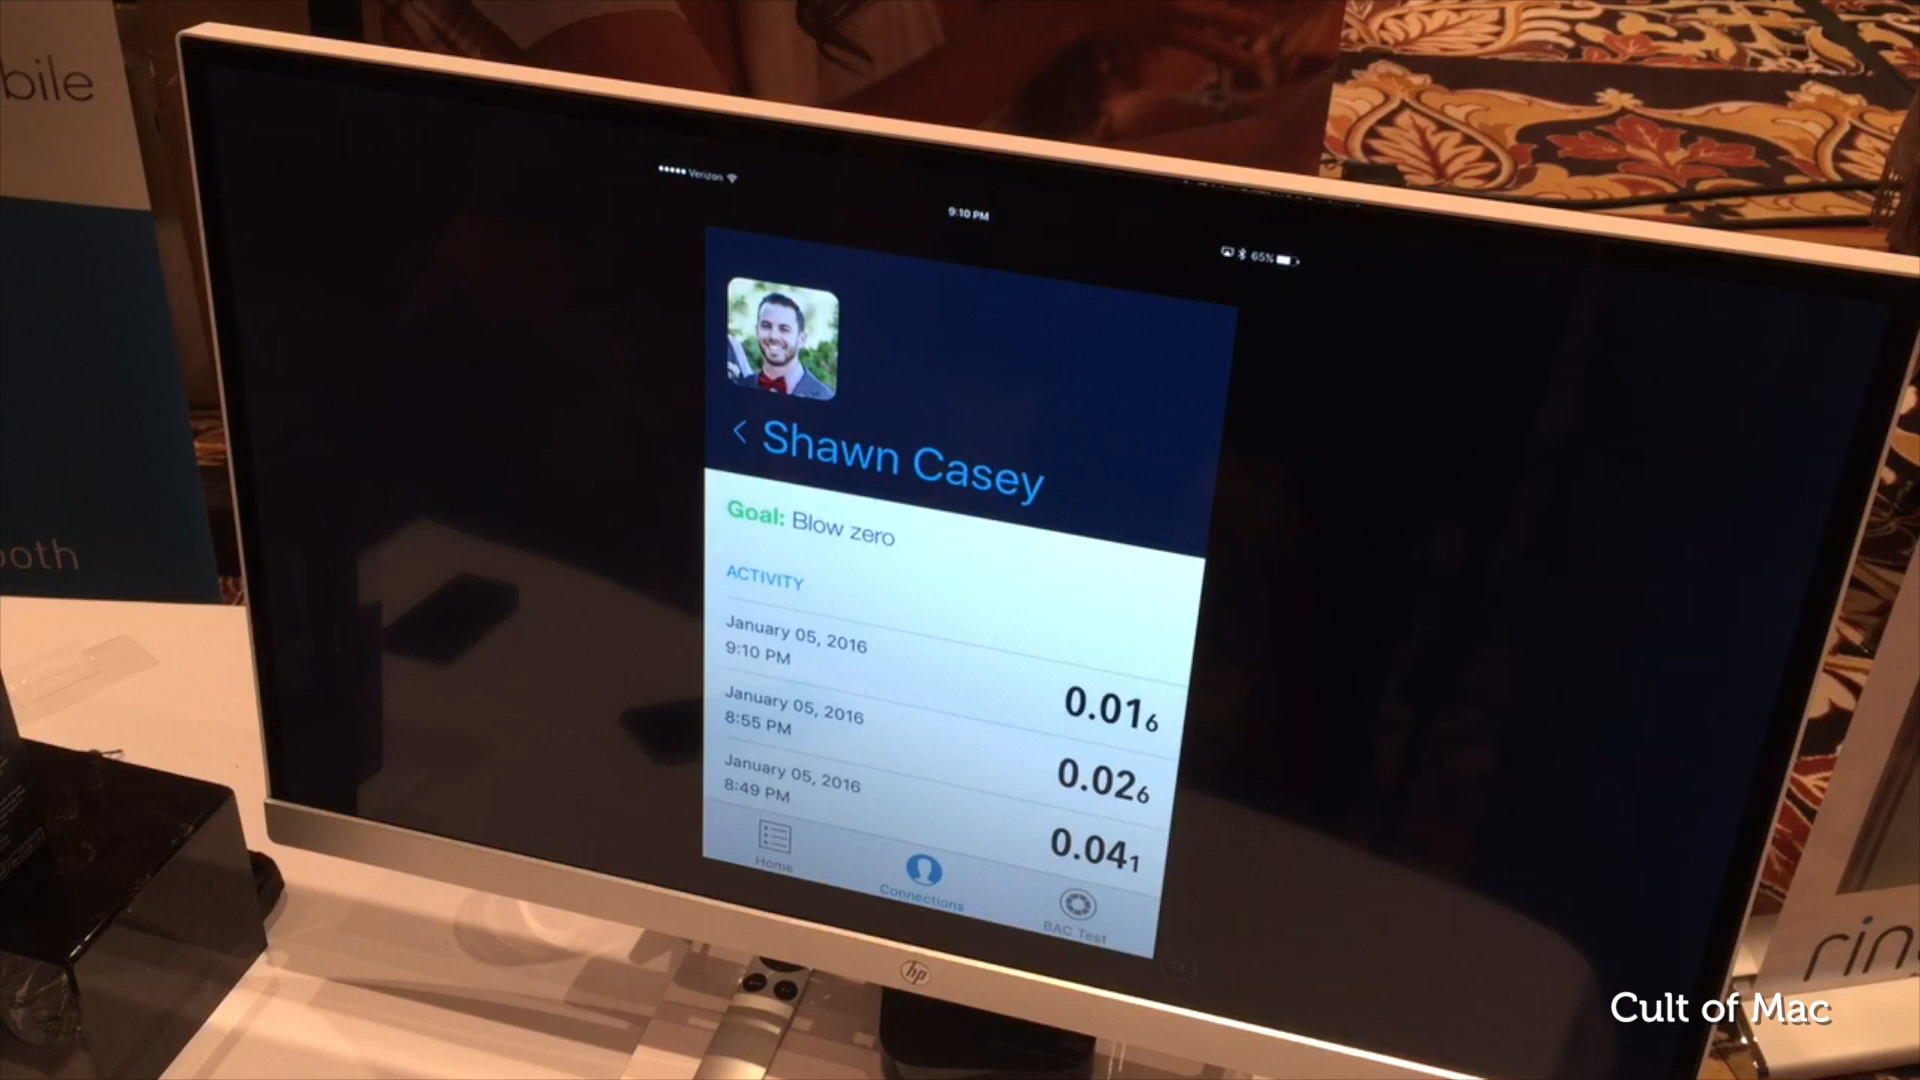 bile
ooth
Verizon
9:10 PM
65%
< Shawn Casey
Goal: Blow zero
ACTIVITY
January 05, 2016
9:10 PM
0.016
January 05, 2016
8:55 PM
0.026
January 05, 2016
8:49 PM
0.041
Home
Connections
BAC Test
hp
ring
Cult of Mac